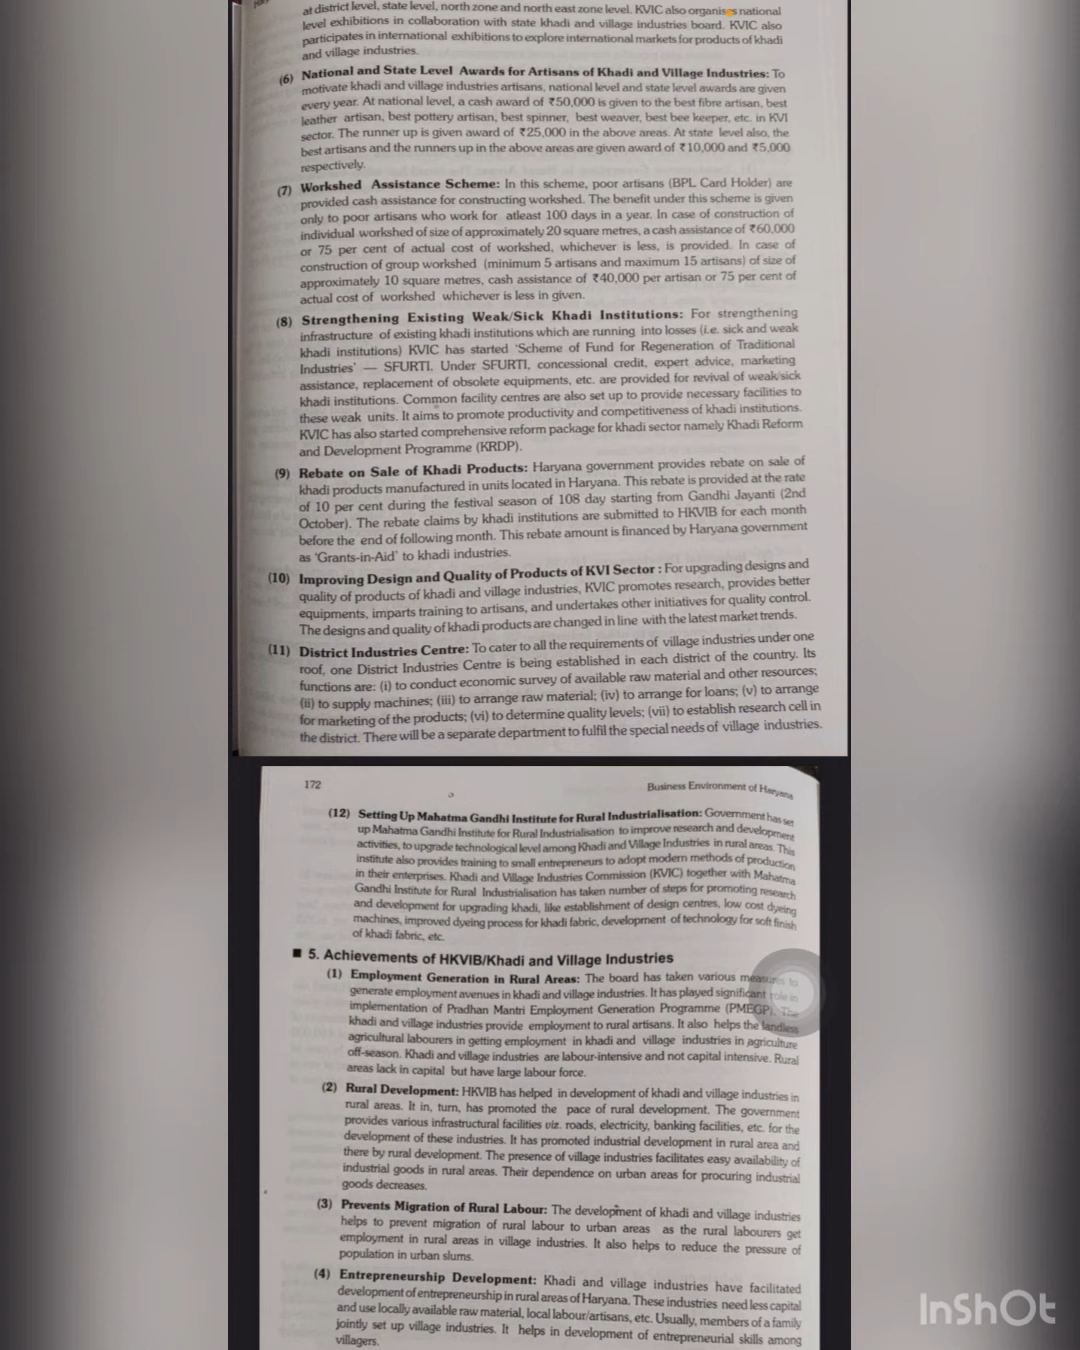 at district level, state level, north zone and north east zone level. KVIC also organises national
level exhibitions in collaboration with state khadi and village industries board. KVIC also
participates in international exhibitions to explore international markets for products of khadi
and village industries.
(6) National and State Level Awards for Artisans of Khadi and Village Industries: To
motivate khadi and village industries artisans, national level and state level awards are given
every year. At national level, a cash award of ₹50,000 is given to the best fibre artisan, best
leather artisan, best pottery artisan, best spinner, best weaver, best bee keeper, etc. in KVI
sector. The runner up is given award of ₹25,000 in the above areas. At state level also, the
best artisans and the runners up in the above areas are given award of ₹10,000 and ₹5,000
respectively.
(7) Workshed Assistance Scheme: In this scheme, poor artisans (BPL Card Holder) are
provided cash assistance for constructing workshed. The benefit under this scheme is given
only to poor artisans who work for atleast 100 days in a year. In case of construction of
individual workshed of size of approximately 20 square metres, a cash assistance of ₹60,000
or 75 per cent of actual cost of workshed, whichever is less, is provided. In case of
construction of group workshed (minimum 5 artisans and maximum 15 artisans) of size of
approximately 10 square metres, cash assistance of ₹40,000 per artisan or 75 per cent of
actual cost of workshed whichever is less in given.
(8) Strengthening Existing Weak/Sick Khadi Institutions: For strengthening
infrastructure of existing khadi institutions which are running into losses (i.e. sick and weak
khadi institutions) KVIC has started 'Scheme of Fund for Regeneration of Traditional
Industries' — SFURTI. Under SFURTI, concessional credit, expert advice, marketing
assistance, replacement of obsolete equipments, etc. are provided for revival of weak/sick
khadi institutions. Common facility centres are also set up to provide necessary facilities to
these weak units. It aims to promote productivity and competitiveness of khadi institutions.
KVIC has also started comprehensive reform package for khadi sector namely Khadi Reform
and Development Programme (KRDP).
(9) Rebate on Sale of Khadi Products: Haryana government provides rebate on sale of
khadi products manufactured in units located in Haryana. This rebate is provided at the rate
of 10 per cent during the festival season of 108 day starting from Gandhi Jayanti (2nd
October). The rebate claims by khadi institutions are submitted to HKVIB for each month
before the end of following month. This rebate amount is financed by Haryana government
as 'Grants-in-Aid' to khadi industries.
(10) Improving Design and Quality of Products of KVI Sector : For upgrading designs and
quality of products of khadi and village industries, KVIC promotes research, provides better
equipments, imparts training to artisans, and undertakes other initiatives for quality control.
The designs and quality of khadi products are changed in line with the latest market trends.
(11) District Industries Centre: To cater to all the requirements of village industries under one
roof, one District Industries Centre is being established in each district of the country. Its
functions are: (i) to conduct economic survey of available raw material and other resources;
(ii) to supply machines; (iii) to arrange raw material; (iv) to arrange for loans; (v) to arrange
for marketing of the products; (vi) to determine quality levels; (vii) to establish research cell in
the district. There will be a separate department to fulfil the special needs of village industries.
172 Business Environment of Haryana
(12) Setting Up Mahatma Gandhi Institute for Rural Industrialisation: Government has set
up Mahatma Gandhi Institute for Rural Industrialisation to improve research and development
activities, to upgrade technological level among Khadi and Village Industries in rural areas. This
institute also provides training to small entrepreneurs to adopt modern methods of production
in their enterprises. Khadi and Village Industries Commission (KVIC) together with Mahatma
Gandhi Institute for Rural Industrialisation has taken number of steps for promoting research
and development for upgrading khadi, like establishment of design centres, low cost dyeing
machines, improved dyeing process for khadi fabric, development of technology for soft finish
of khadi fabric, etc.
■ 5. Achievements of HKVIB/Khadi and Village Industries
(1) Employment Generation in Rural Areas: The board has taken various measures to
generate employment avenues in khadi and village industries. It has played significant role in
implementation of Pradhan Mantri Employment Generation Programme (PMEGP). The
khadi and village industries provide employment to rural artisans. It also helps the landless
agricultural labourers in getting employment in khadi and village industries in agriculture
off-season. Khadi and village industries are labour-intensive and not capital intensive. Rural
areas lack in capital but have large labour force.
(2) Rural Development: HKVIB has helped in development of khadi and village industries in
rural areas. It in, turn, has promoted the pace of rural development. The government
provides various infrastructural facilities viz. roads, electricity, banking facilities, etc. for the
development of these industries. It has promoted industrial development in rural area and
there by rural development. The presence of village industries facilitates easy availability of
industrial goods in rural areas. Their dependence on urban areas for procuring industrial
goods decreases.
(3) Prevents Migration of Rural Labour: The development of khadi and village industries
helps to prevent migration of rural labour to urban areas as the rural labourers get
employment in rural areas in village industries. It also helps to reduce the pressure of
population in urban slums.
(4) Entrepreneurship Development: Khadi and village industries have facilitated
development of entrepreneurship in rural areas of Haryana. These industries need less capital
and use locally available raw material, local labour/artisans, etc. Usually, members of a family
jointly set up village industries. It helps in development of entrepreneurial skills among
villagers.
InShOt